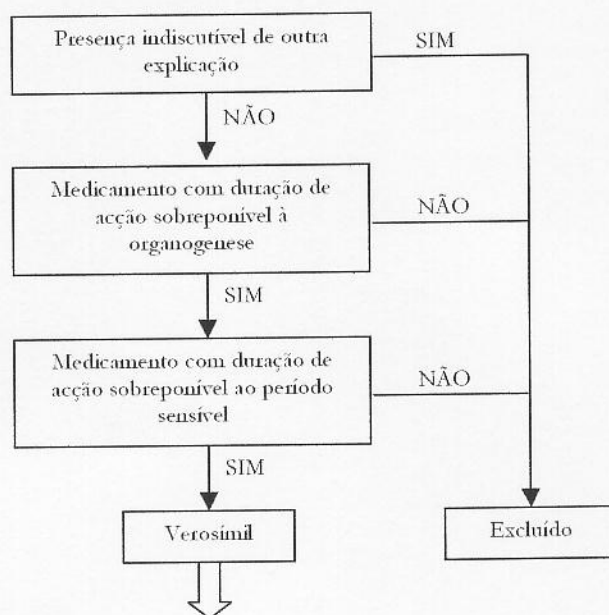 Presença indiscutível de outra
explicação
SIM
NÃO
Medicamento com duração de
acção sobreponível à
organogenese
NÃO
SIM
Medicamento com duração de
acção sobreponível ao período
sensível
NÃO
SIM
Verosímil
Excluído